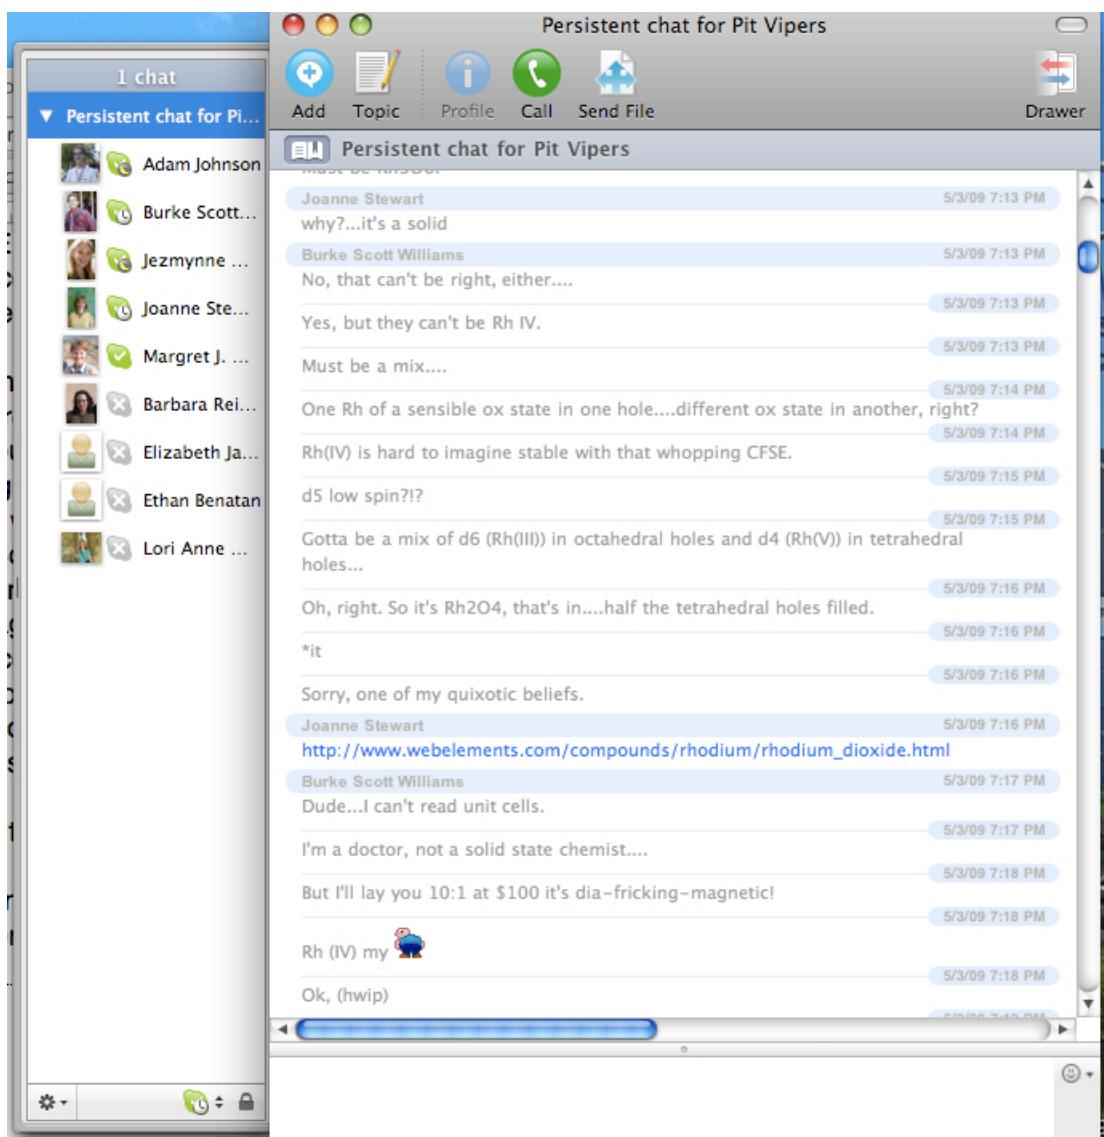 Persistent chat for Pit Vipers
1 chat
Persistent chat for Pi...
Adam Johnson
Burke Scott...
Jezmynne ...
Joanne Ste...
Margret J. ...
Barbara Rei...
Elizabeth Ja...
Ethan Benatan
Lori Anne ...
Add Topic Profile Call Send File Drawer
Persistent chat for Pit Vipers
Joanne Stewart 5/3/09 7:13 PM
why?...it's a solid
Burke Scott Williams 5/3/09 7:13 PM
No, that can't be right, either....
5/3/09 7:13 PM
Yes, but they can't be Rh IV.
5/3/09 7:13 PM
Must be a mix....
5/3/09 7:14 PM
One Rh of a sensible ox state in one hole....different ox state in another, right?
5/3/09 7:14 PM
Rh(IV) is hard to imagine stable with that whopping CFSE.
5/3/09 7:15 PM
d5 low spin?!?
5/3/09 7:15 PM
Gotta be a mix of d6 (Rh(III)) in octahedral holes and d4 (Rh(V)) in tetrahedral
holes...
5/3/09 7:16 PM
Oh, right. So it's Rh2O4, that's in....half the tetrahedral holes filled.
5/3/09 7:16 PM
*it
5/3/09 7:16 PM
Sorry, one of my quixotic beliefs.
Joanne Stewart 5/3/09 7:16 PM
http://www.webelements.com/compounds/rhodium/rhodium_dioxide.html
Burke Scott Williams 5/3/09 7:17 PM
Dude...I can't read unit cells.
5/3/09 7:17 PM
I'm a doctor, not a solid state chemist....
5/3/09 7:18 PM
But I'll lay you 10:1 at $100 it's dia-fricking-magnetic!
5/3/09 7:18 PM
Rh (IV) my
5/3/09 7:18 PM
Ok, (hwip)